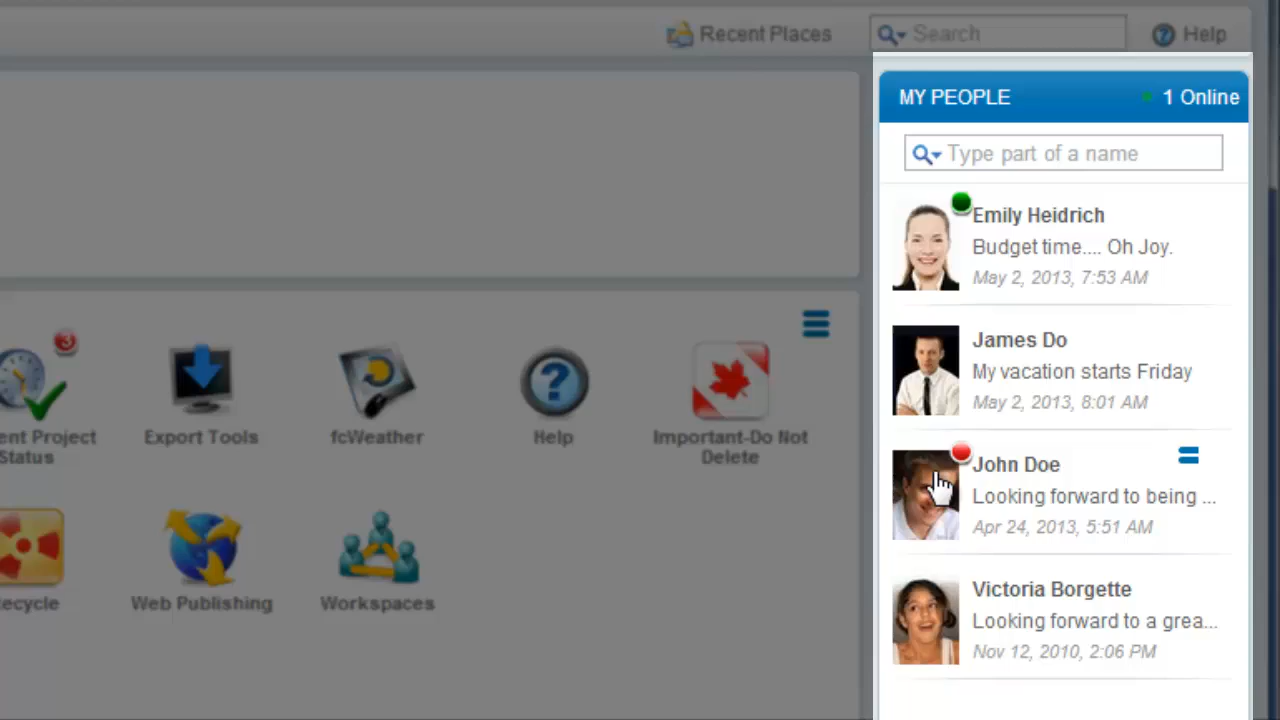 Recent Places
Search
Help
MY PEOPLE
1 Online
Type part of a name
Emily Heidrich
Budget time.... Oh Joy.
May 2, 2013, 7:53 AM
James Do
My vacation starts Friday
May 2, 2013, 8:01 AM
John Doe
Looking forward to being ...
Apr 24, 2013, 5:51 AM
Victoria Borgette
Looking forward to a grea...
Nov 12, 2010, 2:06 PM
3
ent Project
Status
Export Tools
fcWeather
Help
Important-Do Not
Delete
ecycle
Web Publishing
Workspaces